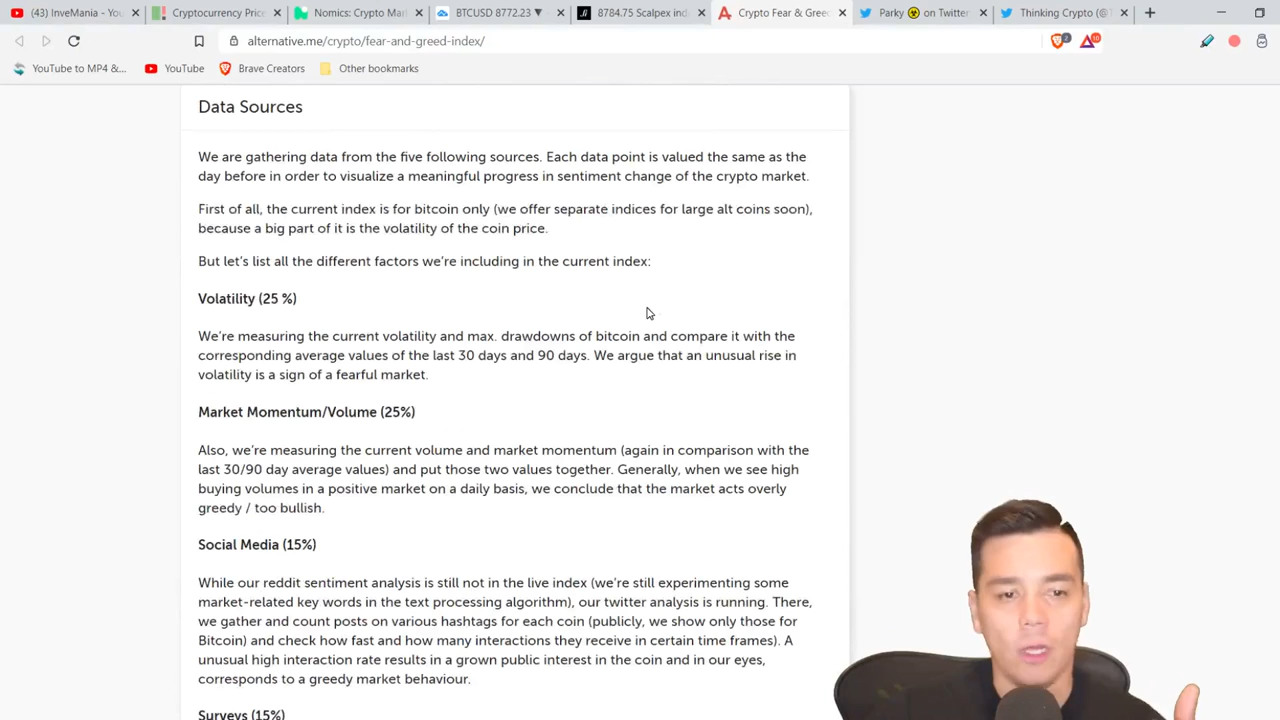 (43) InveMania - You
Cryptocurrency Price
Nomics: Crypto Mar
BTCUSD 8772.23 ▼
8784.75 Scalpex ind
Crypto Fear & Gree
Parky ☣ on Twitter
Thinking Crypto (@T
alternative.me/crypto/fear-and-greed-index/
2
10
YouTube to MP4 &...
YouTube
Brave Creators
Other bookmarks
Data Sources
We are gathering data from the five following sources. Each data point is valued the same as the
day before in order to visualize a meaningful progress in sentiment change of the crypto market.
First of all, the current index is for bitcoin only (we offer separate indices for large alt coins soon),
because a big part of it is the volatility of the coin price.
But let's list all the different factors we're including in the current index:
Volatility (25 %)
We're measuring the current volatility and max. drawdowns of bitcoin and compare it with the
corresponding average values of the last 30 days and 90 days. We argue that an unusual rise in
volatility is a sign of a fearful market.
Market Momentum/Volume (25%)
Also, we're measuring the current volume and market momentum (again in comparison with the
last 30/90 day average values) and put those two values together. Generally, when we see high
buying volumes in a positive market on a daily basis, we conclude that the market acts overly
greedy / too bullish.
Social Media (15%)
While our reddit sentiment analysis is still not in the live index (we're still experimenting some
market-related key words in the text processing algorithm), our twitter analysis is running. There,
we gather and count posts on various hashtags for each coin (publicly, we show only those for
Bitcoin) and check how fast and how many interactions they receive in certain time frames). A
unusual high interaction rate results in a grown public interest in the coin and in our eyes,
corresponds to a greedy market behaviour.
Surveys (15%)